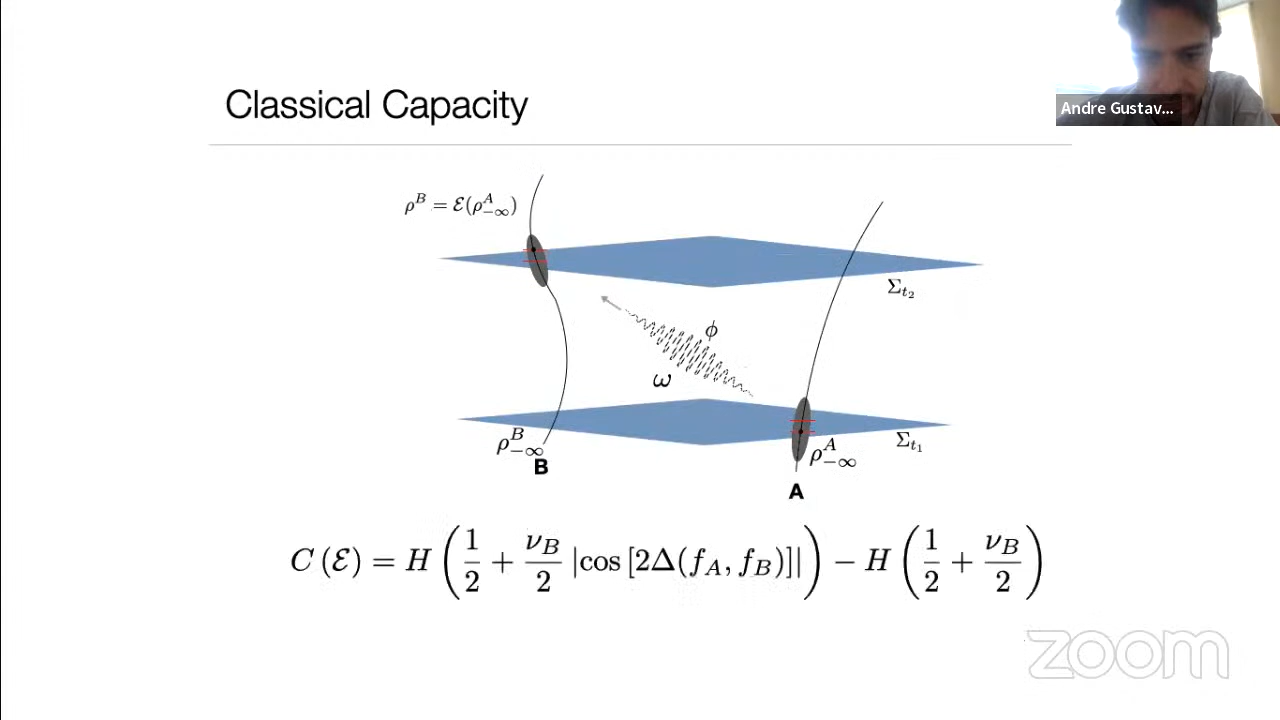 Classical Capacity
Andre Gustav...
ρ^B = ℰ(ρ^A_{−∞})
Σ_{t_2}
ϕ
ω
ρ^B_{−∞}
B
ρ^A_{−∞}
Σ_{t_1}
A
C (ℰ) = H (1/2 + ν_B/2 |cos [2Δ(f_A, f_B)]|) − H (1/2 + ν_B/2)
zoom